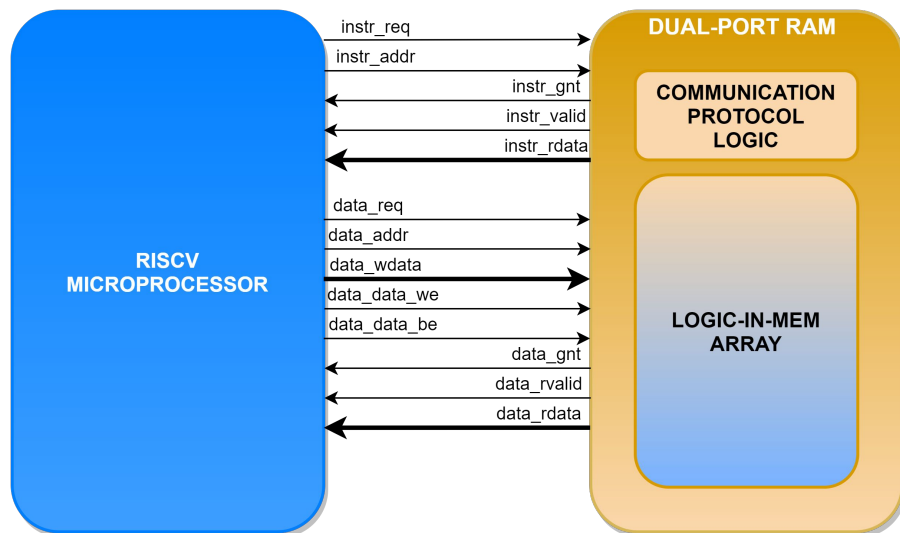 instr_req
instr_addr
instr_gnt
instr_valid
instr_rdata
data_req
data_addr
data_wdata
data_data_we
data_data_be
data_gnt
data_rvalid
data_rdata
RISCV
MICROPROCESSOR
DUAL-PORT RAM
COMMUNICATION
PROTOCOL
LOGIC
LOGIC-IN-MEM
ARRAY